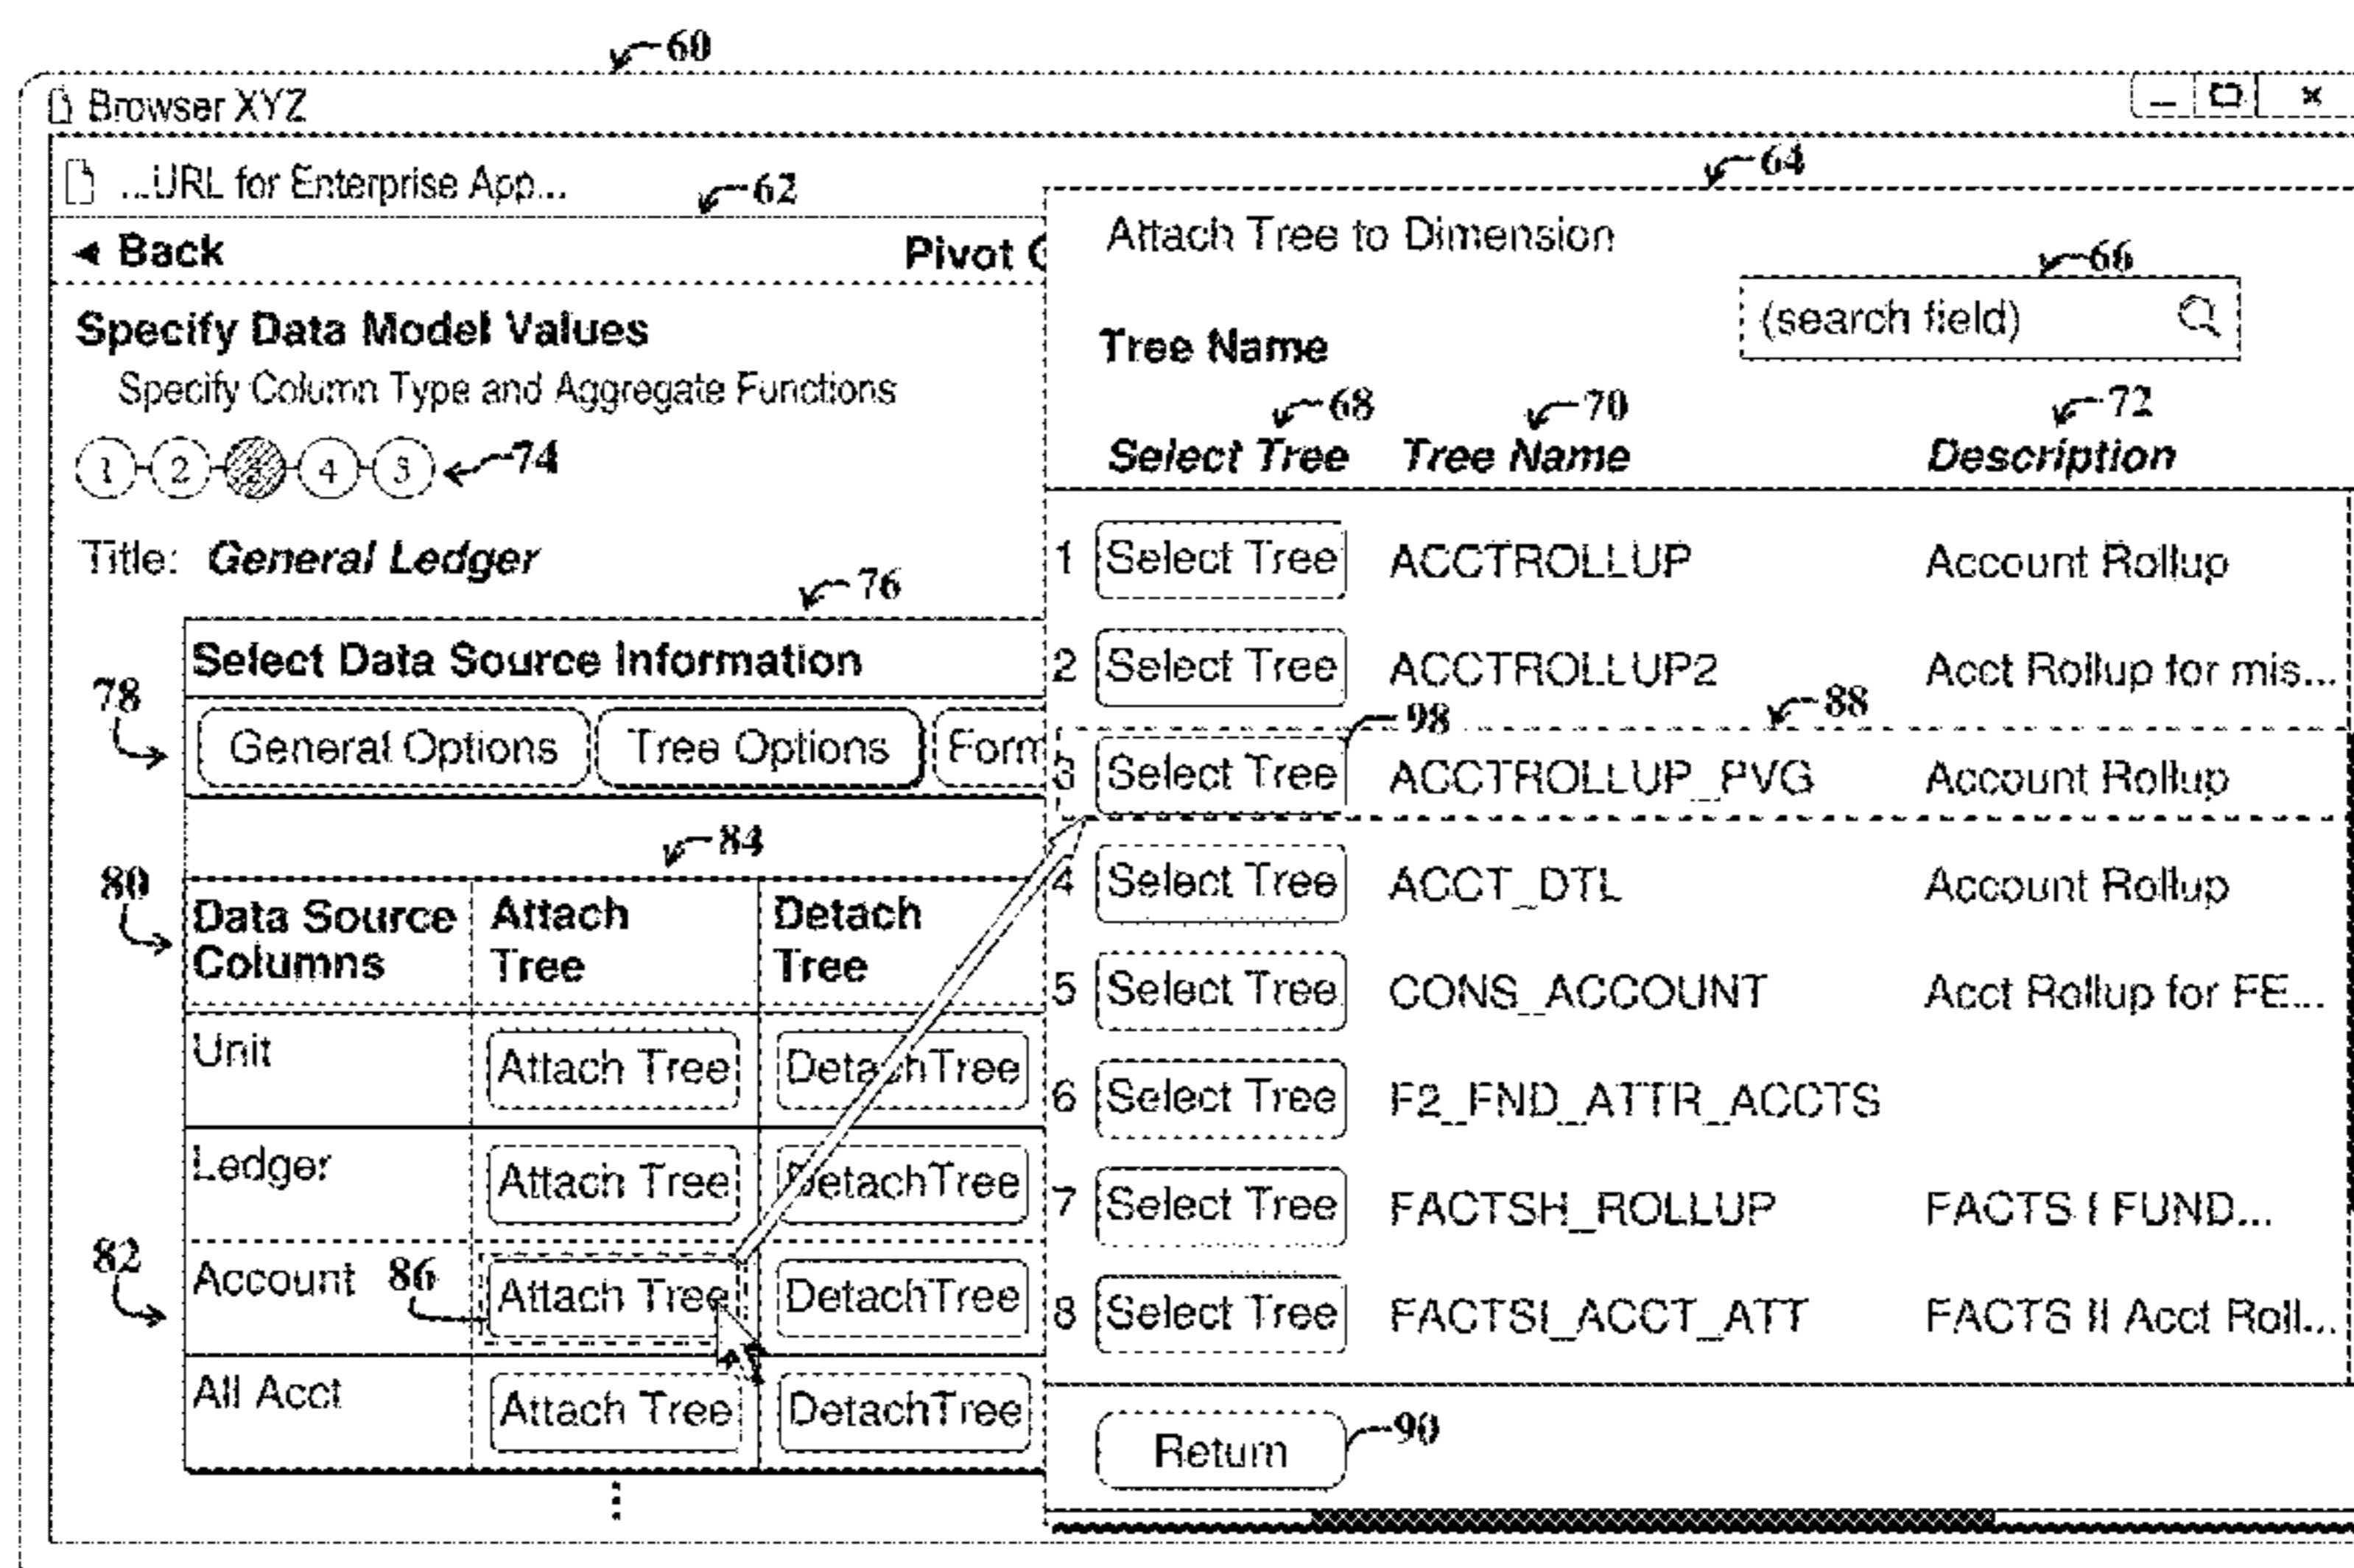 60
Browser XYZ
...URL for Enterprise App...
62
64
Back
Pivot
Attach Tree to Dimension
66
(search field)
Specify Data Model Values
Specify Column Type and Aggregate Functions
Tree Name
68 70 72
Select Tree Tree Name Description
1 2 4 5
74
Title: General Ledger
76
Select Data Source Information
78
General Options Tree Options Form
84
80
Data Source Columns Attach Tree Detach Tree
Unit Attach Tree DetachTree
Ledger Attach Tree DetachTree
82
Account 86 Attach Tree DetachTree
All Acct Attach Tree DetachTree
1 Select Tree ACCTROLLUP Account Rollup
2 Select Tree ACCTROLLUP2 Acct Rollup for mis...
98 88
3 Select Tree ACCTROLLUP_PVG Account Rollup
4 Select Tree ACCT_DTL Account Rollup
5 Select Tree CONS_ACCOUNT Acct Rollup for FE...
6 Select Tree F2_FND_ATTR_ACCTS
7 Select Tree FACTSH_ROLLUP FACTS I FUND...
8 Select Tree FACTSI_ACCT_ATT FACTS II Acct Roll...
Return 90